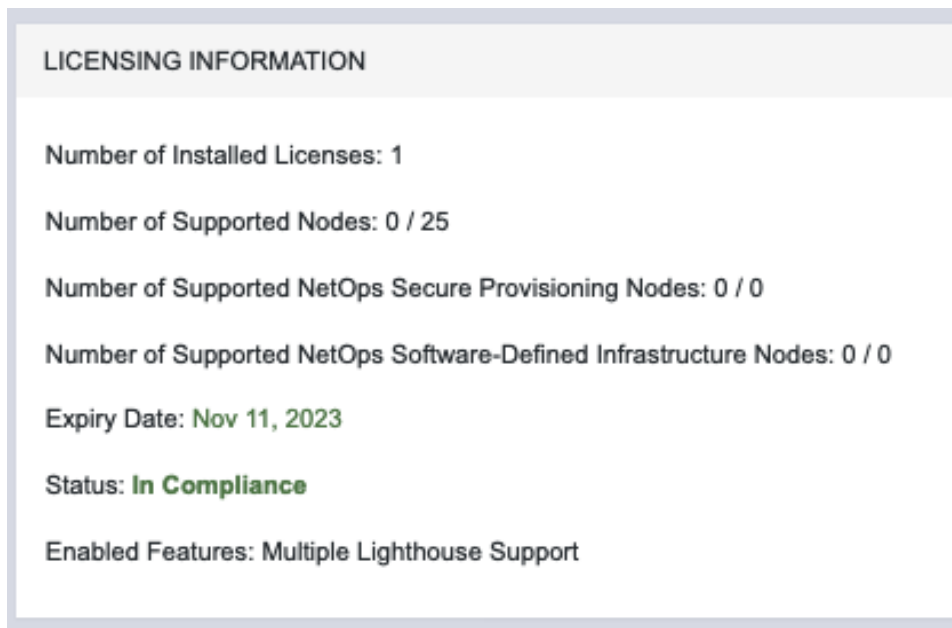 LICENSING INFORMATION
Number of Installed Licenses: 1
Number of Supported Nodes: 0 / 25
Number of Supported NetOps Secure Provisioning Nodes: 0 / 0
Number of Supported NetOps Software-Defined Infrastructure Nodes: 0 / 0
Expiry Date: Nov 11, 2023
Status: In Compliance
Enabled Features: Multiple Lighthouse Support